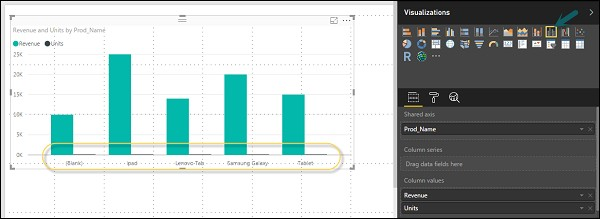 Visualizations
Revenue and Units by Prod_Name
Revenue Units
25K
20K
15K
10K
5K
0K
(Blank) Ipad Lenovo-Tab Samsung Galaxy Tablet
R
Shared axis
Prod_Name
Column series
Drag data fields here
Column values
Revenue
Units